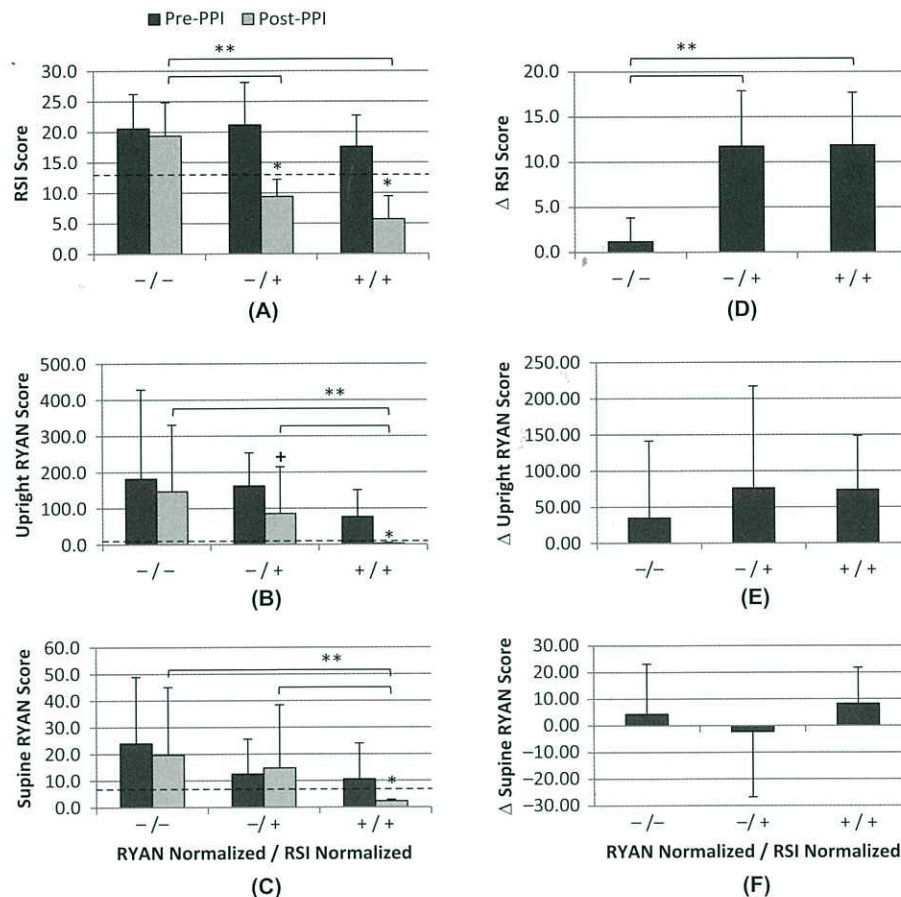 Pre-PPI Post-PPI
**
RSI Score
30.0
25.0
20.0
15.0
10.0
5.0
0.0
*
*
−/− −/+ +/+
(A)
**
Δ RSI Score
20.0
15.0
10.0
5.0
0.0
−/− −/+ +/+
(D)
Upright RYAN Score
500.0
400.0
300.0
200.0
100.0
0.0
**
+
*
−/− −/+ +/+
(B)
Δ Upright RYAN Score
250.00
200.00
150.00
100.00
50.00
0.00
−/− −/+ +/+
(E)
Supine RYAN Score
60.0
50.0
40.0
30.0
20.0
10.0
0.0
**
*
−/− −/+ +/+
RYAN Normalized / RSI Normalized
(C)
Δ Supine RYAN Score
30.00
20.00
10.00
0.00
−10.00
−20.00
−30.00
−/− −/+ +/+
RYAN Normalized / RSI Normalized
(F)